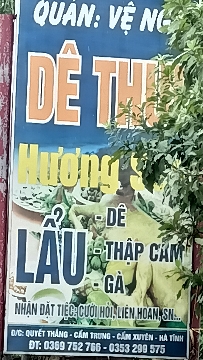 QUÁN: VỆ NG
DÊ TH
Hương S
LẨU
- DÊ
- THẬP CẨM
GÀ
NHẬN ĐẶT TIỆC: CƯỚI HỎI, LIÊN HOAN, SN...
Đ/C: QUYẾT THẮNG - CẨM TRUNG - CẨM XUYÊN - HÀ TĨNH
ĐT: 0369 752 766 - 0353 299 575